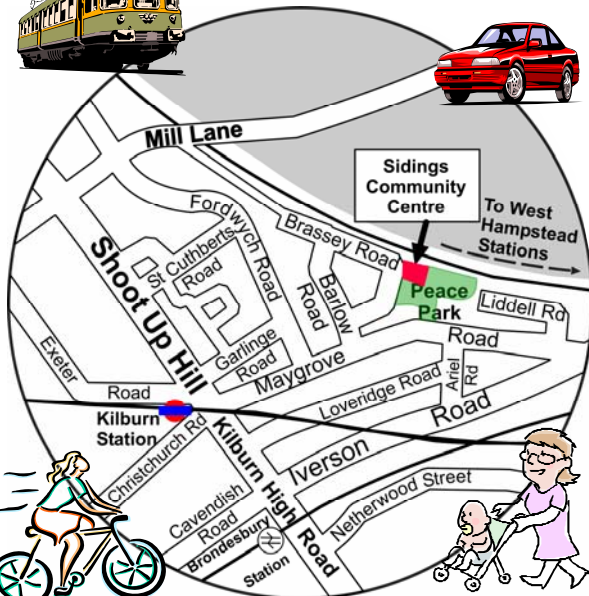 Mill Lane
Sidings
Community
Centre
To West
Hampstead
Stations
Fordwych Road
Brassey Road
St Cuthberts
Road
Shoot Up Hill
Barlow
Road
Peace
Park
Liddell Rd
Garlinge
Road
Maygrove
Road
Exeter
Road
Loveridge Road
Ariel
Rd
Kilburn
Station
Christchurch Rd
Kilburn High Road
Iverson
Road
Cavendish
Road
Netherwood Street
Brondesbury
Station